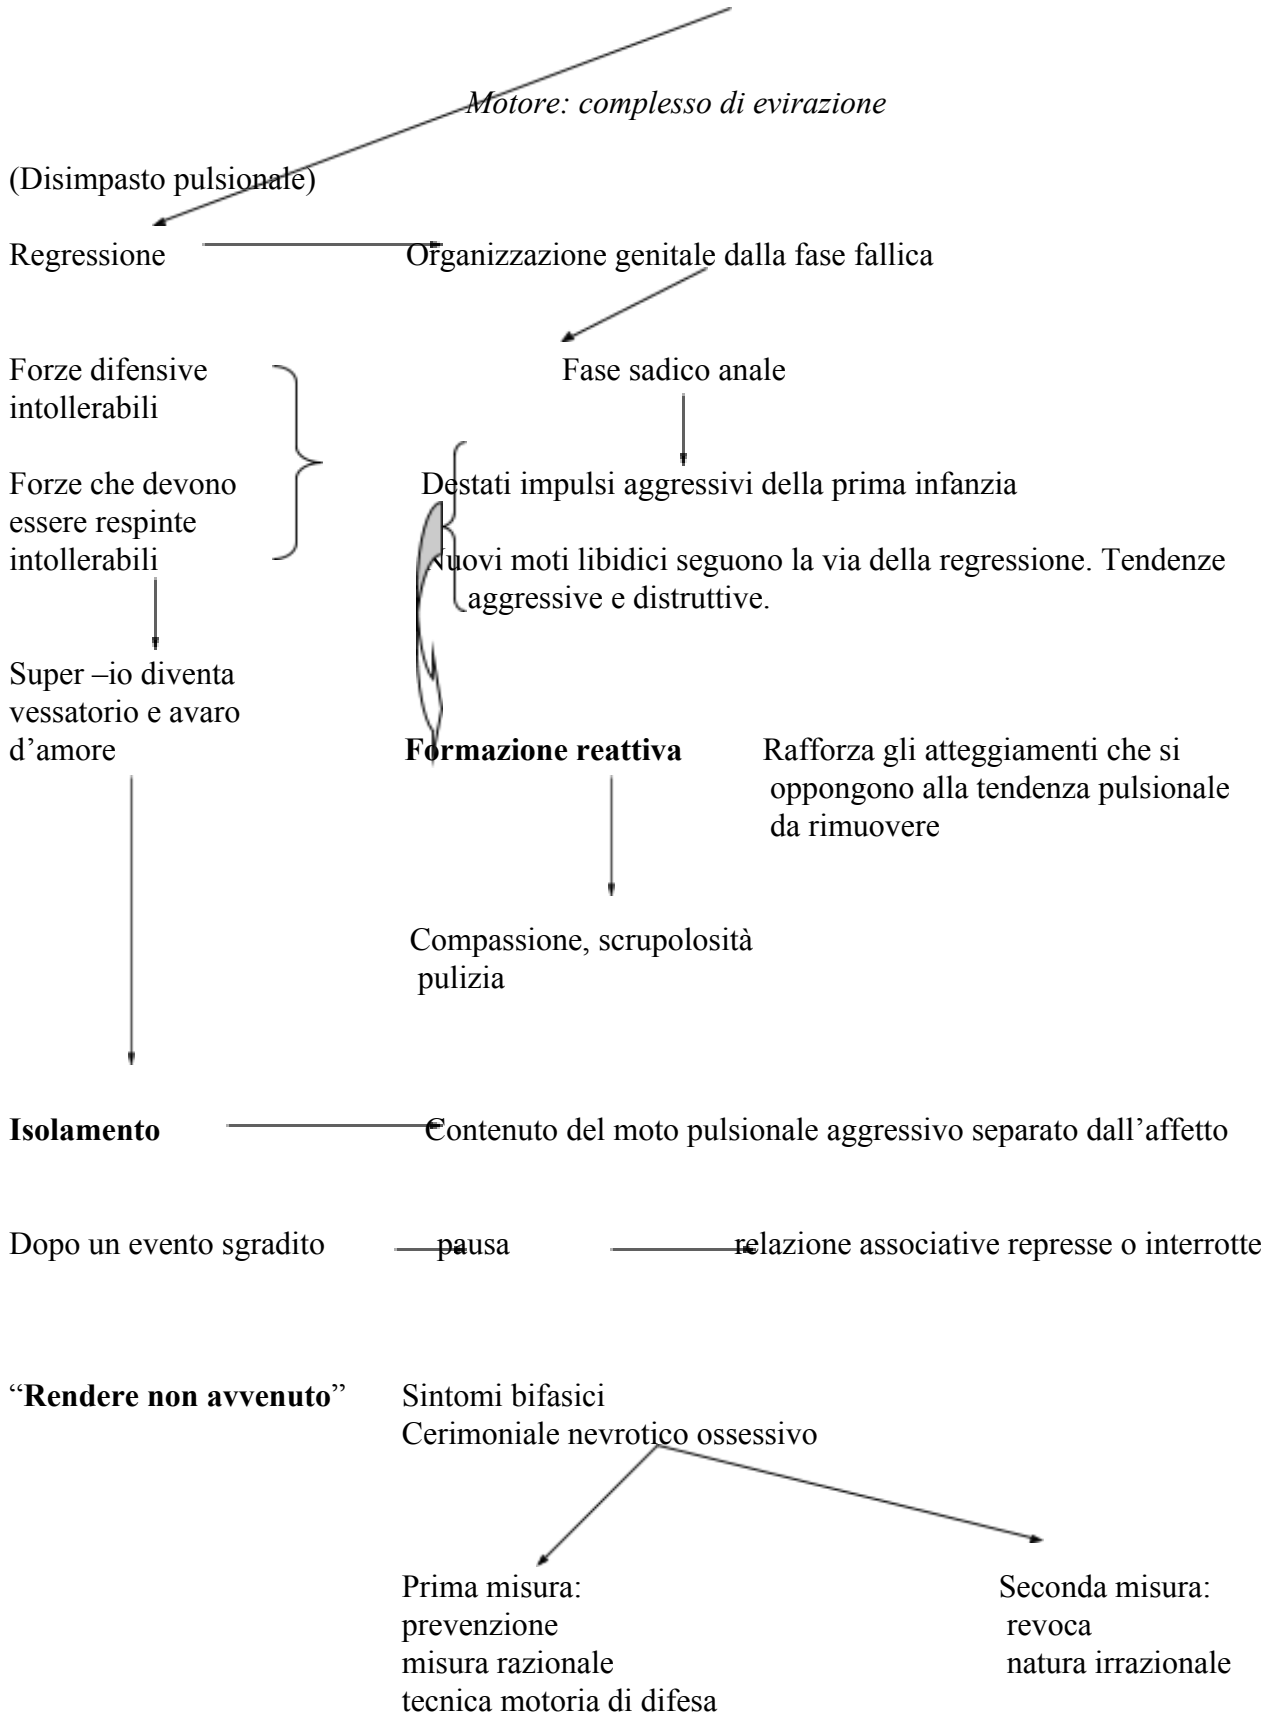 Motore: complesso di evirazione
(Disimpasto pulsionale)
Regressione Organizzazione genitale dalla fase fallica
Forze difensive Fase sadico anale
intollerabili
Forze che devono Destati impulsi aggressivi della prima infanzia
essere respinte
intollerabili Nuovi moti libidici seguono la via della regressione. Tendenze
aggressive e distruttive.
Super –io diventa
vessatorio e avaro
d’amore Formazione reattiva Rafforza gli atteggiamenti che si
oppongono alla tendenza pulsionale
da rimuovere
Compassione, scrupolosità
pulizia
Isolamento Contenuto del moto pulsionale aggressivo separato dall’affetto
Dopo un evento sgradito pausa relazione associative represse o interrotte
“Rendere non avvenuto” Sintomi bifasici
Cerimoniale nevrotico ossessivo
Prima misura: Seconda misura:
prevenzione revoca
misura razionale natura irrazionale
tecnica motoria di difesa